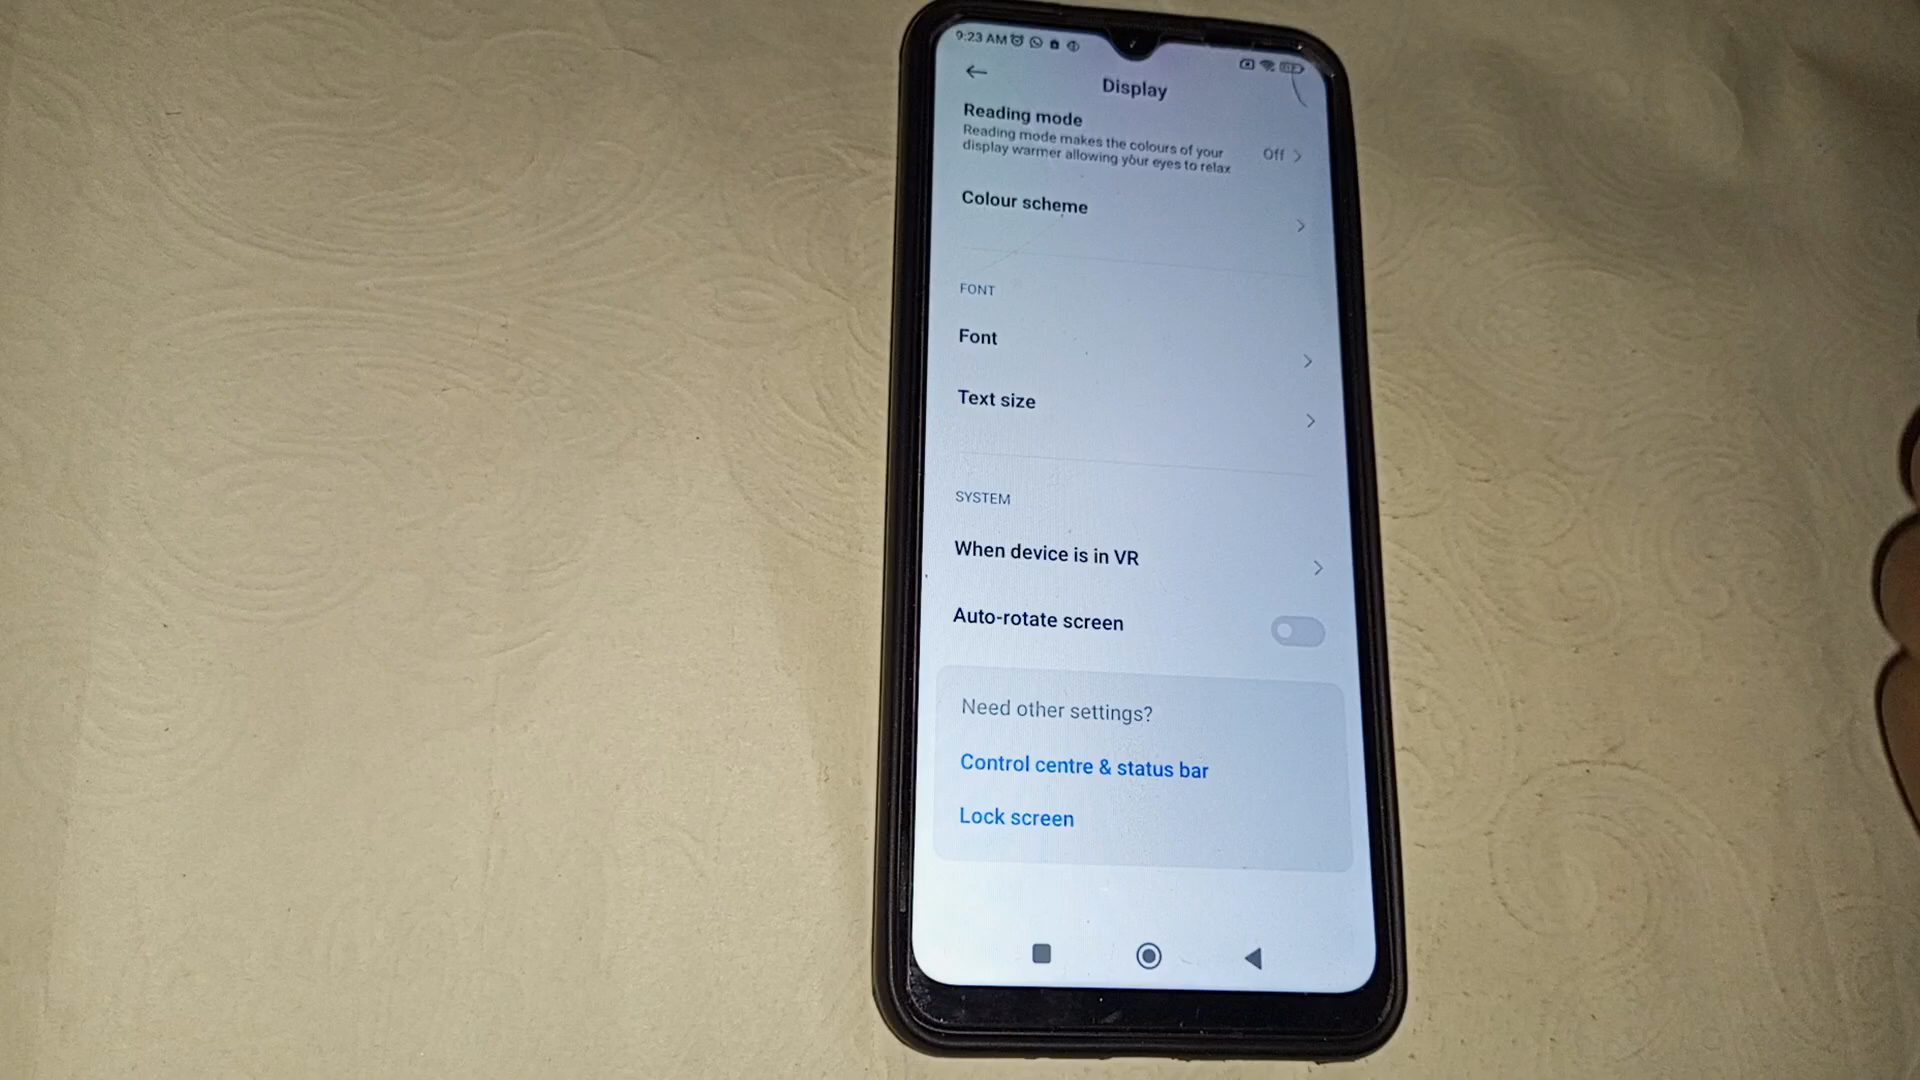 9:23 AM
Display
Reading mode
Reading mode makes the colours of your
display warmer allowing your eyes to relax
Off
Colour scheme
FONT
Font
Text size
SYSTEM
When device is in VR
Auto-rotate screen
Need other settings?
Control centre & status bar
Lock screen